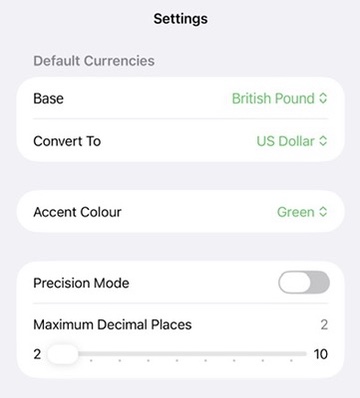 Settings
Default Currencies
Base British Pound
Convert To US Dollar
Accent Colour Green
Precision Mode
Maximum Decimal Places 2
2 10